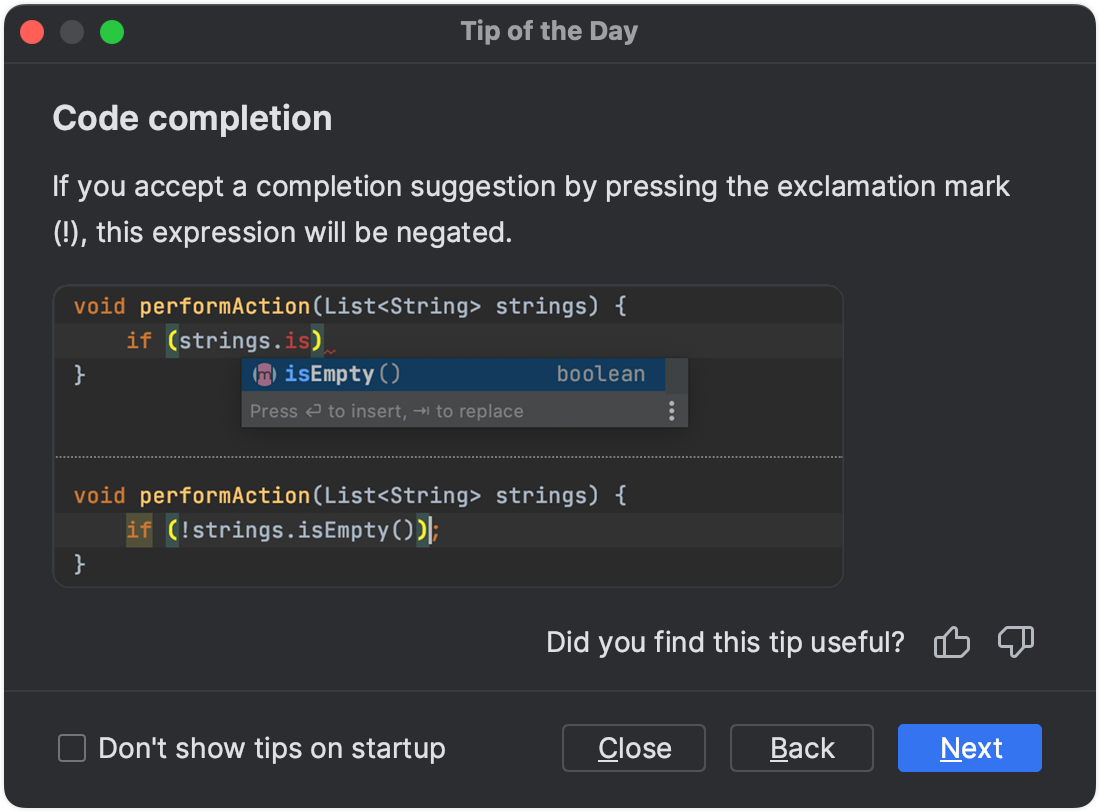 Tip of the Day
Code completion
If you accept a completion suggestion by pressing the exclamation mark
(!), this expression will be negated.
void performAction(List<String> strings) {
if (strings.is)
}
m isEmpty() boolean
Press ⏎ to insert, ⇥ to replace
void performAction(List<String> strings) {
if (!strings.isEmpty());
}
Did you find this tip useful?
Don't show tips on startup
Close
Back
Next